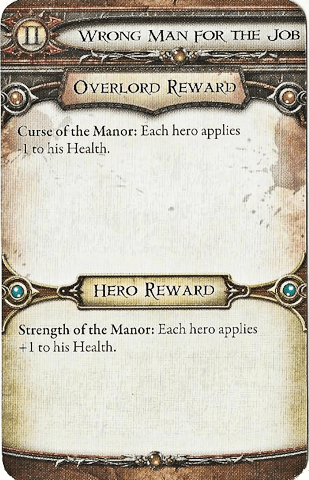 II
Wrong Man for the Job
Overlord Reward
Curse of the Manor: Each hero applies
-1 to his Health.
Hero Reward
Strength of the Manor: Each hero applies
+1 to his Health.